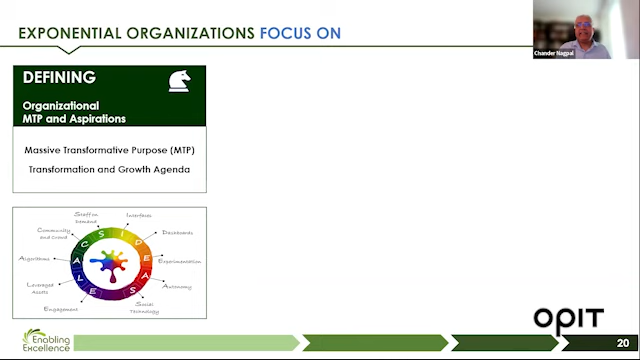 EXPONENTIAL ORGANIZATIONS FOCUS ON
Chander Nagpal
DEFINING
Organizational
MTP and Aspirations
Massive Transformative Purpose (MTP)
Transformation and Growth Agenda
Staff on
Demand
Interfaces
Community
and Crowd
Dashboards
Algorithms
Experimentation
Leveraged
Assets
Autonomy
Engagement
Social
Technology
S C A L E
I D E A S
OPIT
Enabling
Excellence
20